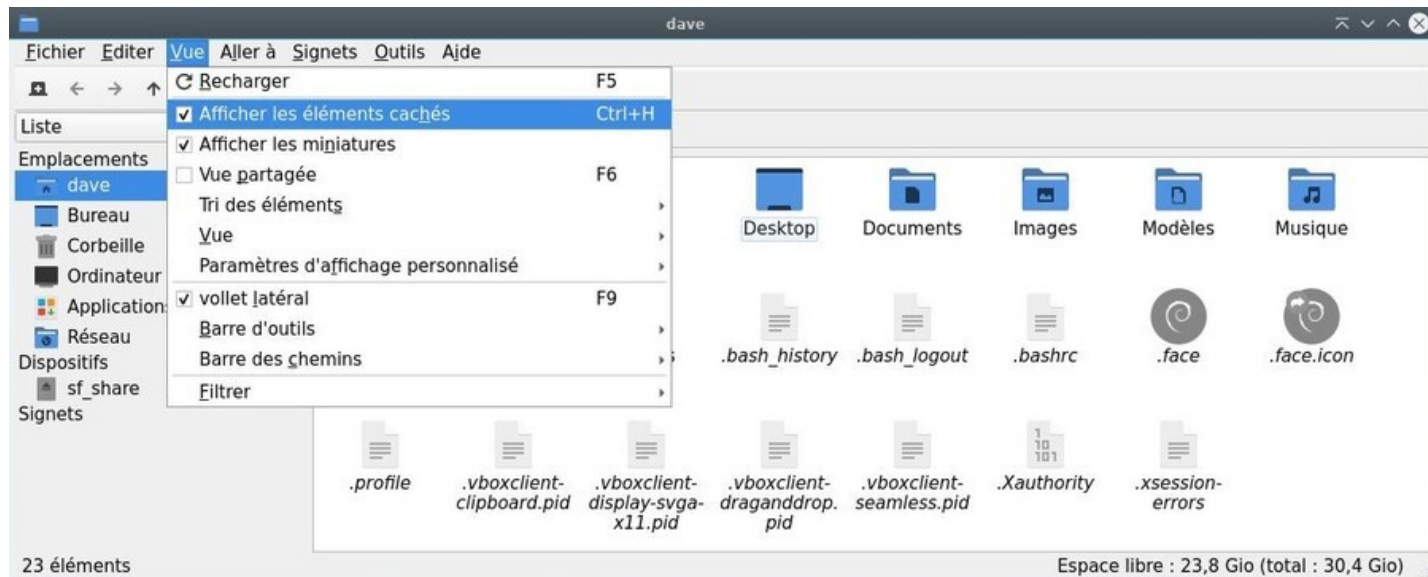 dave
Fichier Editer Vue Aller à Signets Outils Aide
Recharger F5
Afficher les éléments cachés Ctrl+H
Afficher les miniatures
Vue partagée F6
Tri des éléments
Vue
Paramètres d'affichage personnalisé
vollet latéral F9
Barre d'outils
Barre des chemins
Filtrer
Liste
Emplacements
dave
Bureau
Corbeille
Ordinateur
Réseau
Dispositifs
sf_share
Signets
Desktop Documents Images Modèles Musique
.bash_history .bash_logout .bashrc .face .face.icon
.profile .vboxclient-clipboard.pid .vboxclient-display-svga-x11.pid .vboxclient-draganddrop.pid .vboxclient-seamless.pid .Xauthority .xsession-errors
23 éléments
Espace libre : 23,8 Gio (total : 30,4 Gio)